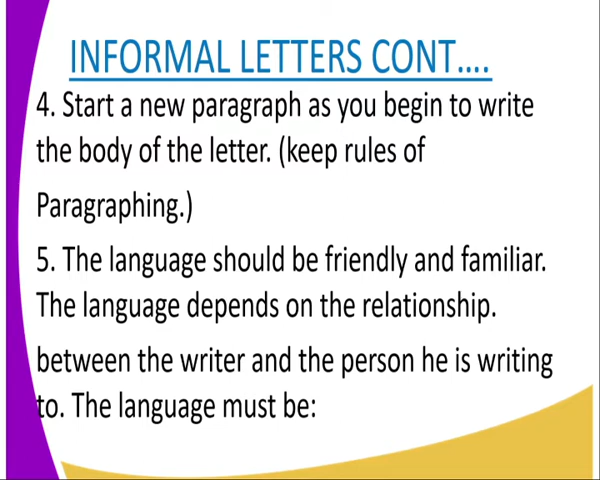 INFORMAL LETTERS CONT....
4. Start a new paragraph as you begin to write
the body of the letter. (keep rules of
Paragraphing.)
5. The language should be friendly and familiar.
The language depends on the relationship.
between the writer and the person he is writing
to. The language must be: